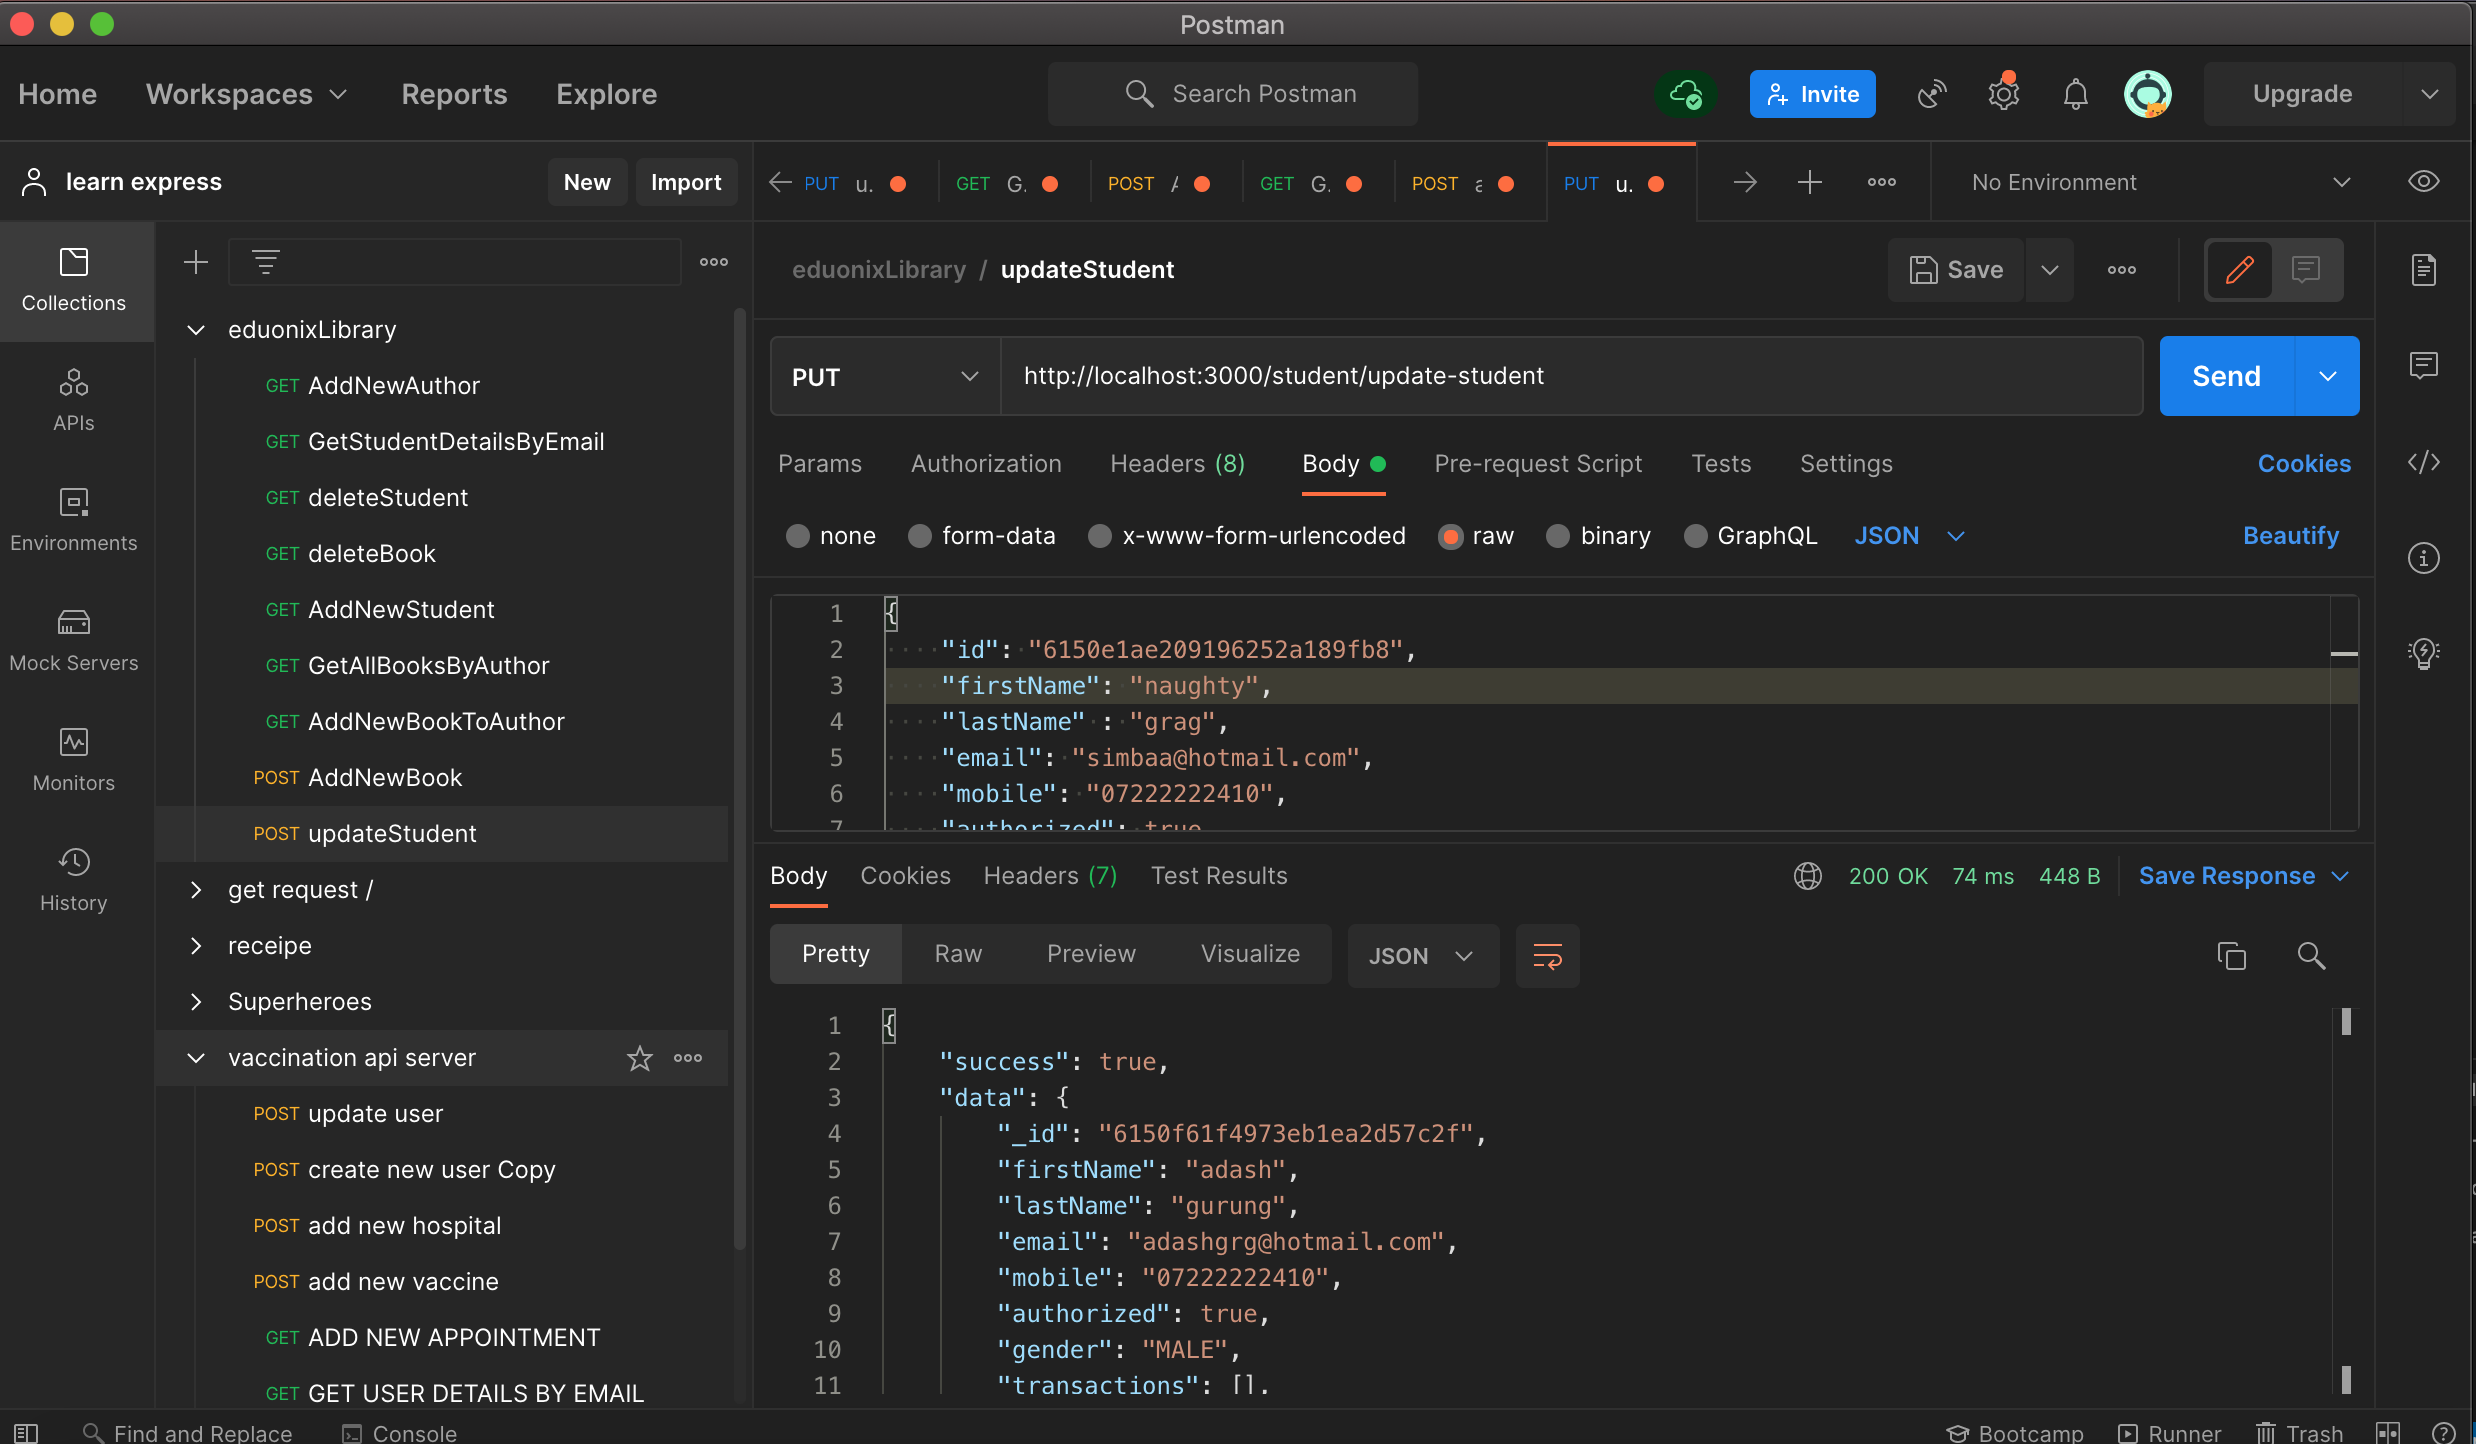 Postman
Home Workspaces Reports Explore Search Postman Invite Upgrade
learn express New Import
PUT u. GET G. POST GET G. POST a PUT u. No Environment
Collections
APIs
Environments
Mock Servers
Monitors
History
eduonixLibrary
GET AddNewAuthor
GET GetStudentDetailsByEmail
GET deleteStudent
GET deleteBook
GET AddNewStudent
GET GetAllBooksByAuthor
GET AddNewBookToAuthor
POST AddNewBook
POST updateStudent
get request /
receipe
Superheroes
vaccination api server
POST update user
POST create new user Copy
POST add new hospital
POST add new vaccine
GET ADD NEW APPOINTMENT
GET GET USER DETAILS BY EMAIL
eduonixLibrary / updateStudent Save
PUT http://localhost:3000/student/update-student Send
Params Authorization Headers (8) Body Pre-request Script Tests Settings Cookies
none form-data x-www-form-urlencoded raw binary GraphQL JSON Beautify
1 {
2 "id": "6150e1ae209196252a189fb8",
3 "firstName": "naughty",
4 "lastName" : "grag",
5 "email": "simbaa@hotmail.com",
6 "mobile": "07222222410",
7 "authorized": true
Body Cookies Headers (7) Test Results 200 OK 74 ms 448 B Save Response
Pretty Raw Preview Visualize JSON
1 {
2 "success": true,
3 "data": {
4 "_id": "6150f61f4973eb1ea2d57c2f",
5 "firstName": "adash",
6 "lastName": "gurung",
7 "email": "adashgrg@hotmail.com",
8 "mobile": "07222222410",
9 "authorized": true,
10 "gender": "MALE",
11 "transactions": [],
Find and Replace Console Bootcamp Runner Trash